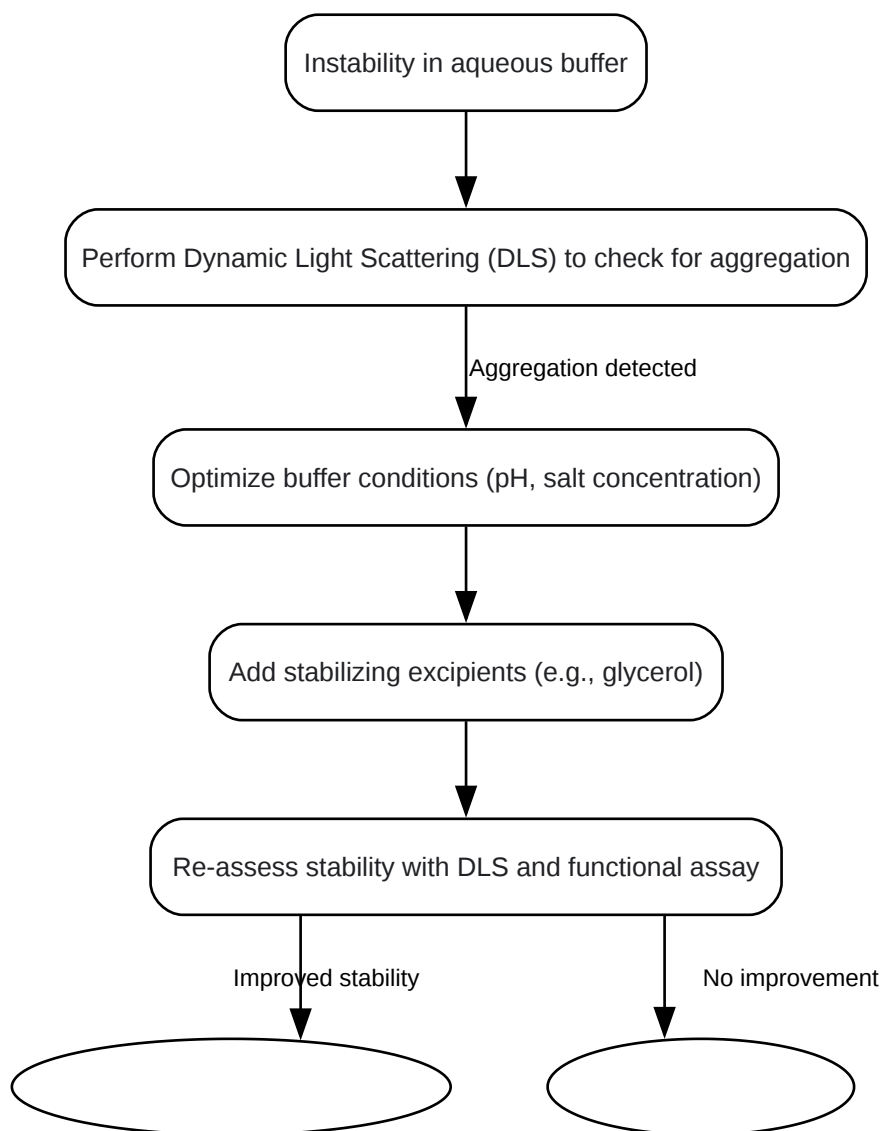 Instability in aqueous buffer
Perform Dynamic Light Scattering (DLS) to check for aggregation
Aggregation detected
Optimize buffer conditions (pH, salt concentration)
Add stabilizing excipients (e.g., glycerol)
Re-assess stability with DLS and functional assay
Improved stability
No improvement